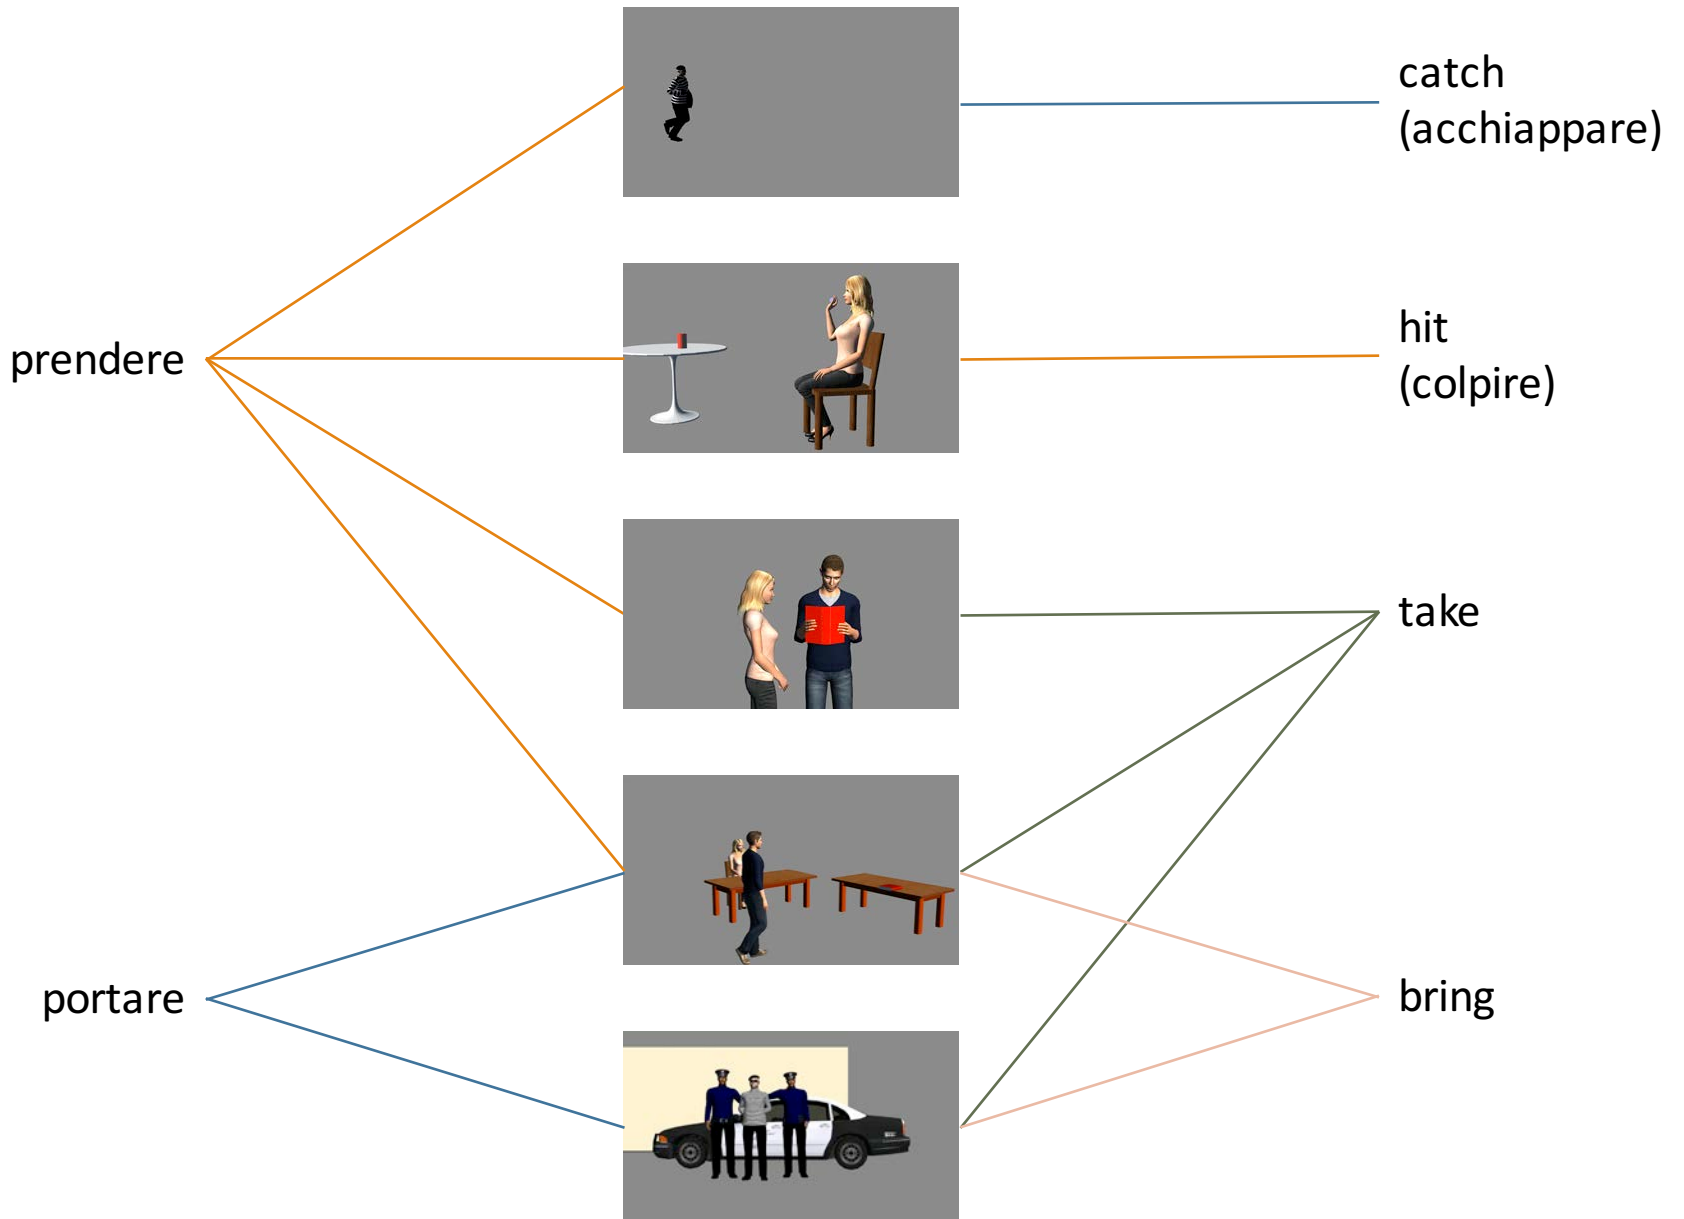 catch
(acchiappare)
hit
(colpire)
prendere
take
portare
bring